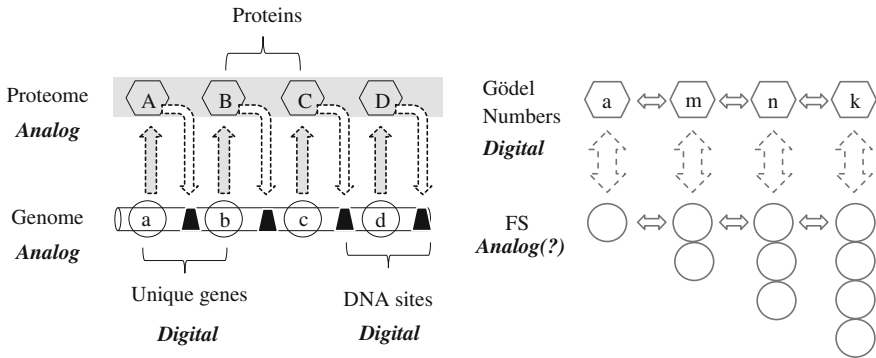 Proteins
Proteome
Analog
A B C D
Genome
Analog
a b c d
Unique genes
Digital
DNA sites
Digital
Gödel
Numbers
Digital
a m n k
FS
Analog(?)